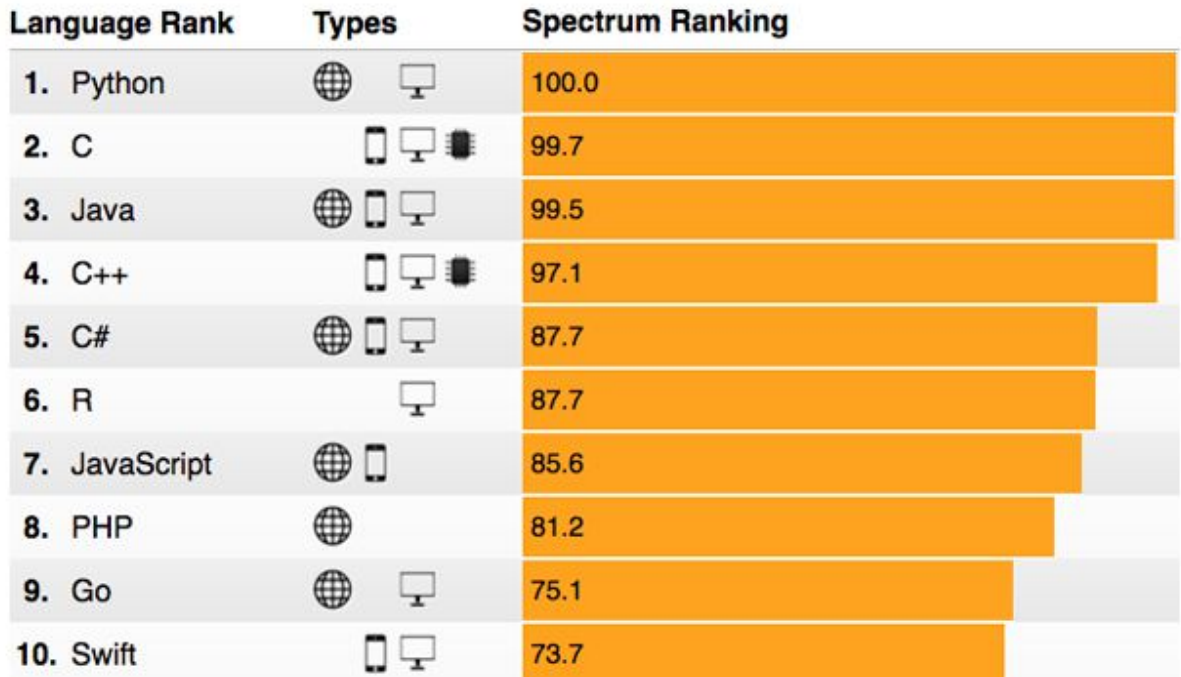 Language Rank Types Spectrum Ranking
1. Python 100.0
2. C 99.7
3. Java 99.5
4. C++ 97.1
5. C# 87.7
6. R 87.7
7. JavaScript 85.6
8. PHP 81.2
9. Go 75.1
10. Swift 73.7